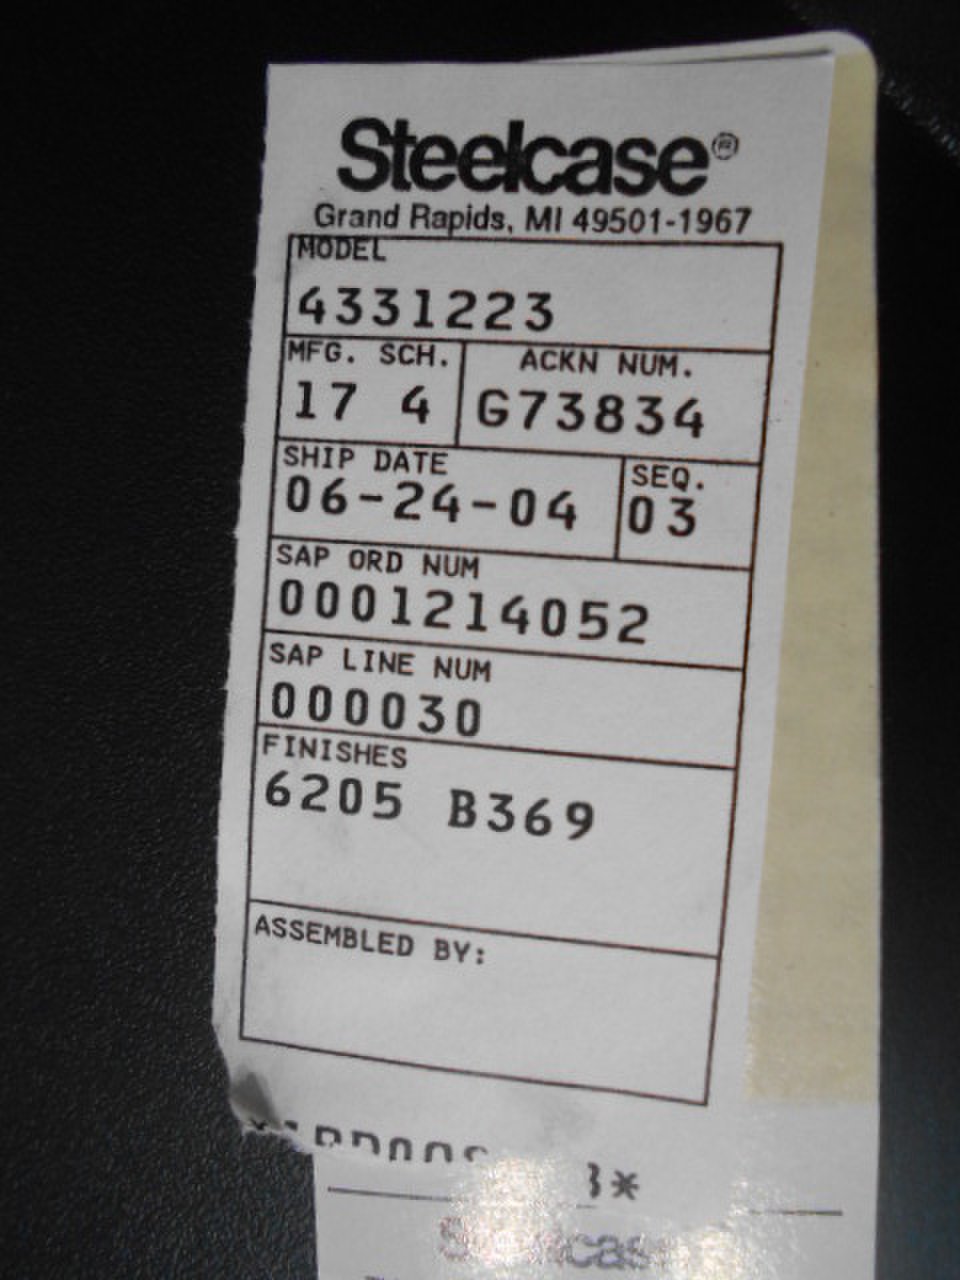 Steelcase®
Grand Rapids, MI 49501-1967
MODEL
4331223
MFG. SCH. ACKN NUM.
17 4 G73834
SHIP DATE SEQ.
06-24-04 03
SAP ORD NUM
0001214052
SAP LINE NUM
000030
FINISHES
6205 B369
ASSEMBLED BY: